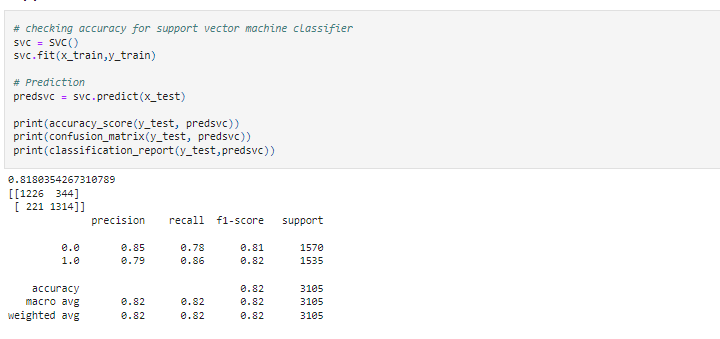 # checking accuracy for support vector machine classifier
svc = SVC()
svc.fit(x_train,y_train)
# Prediction
predsvc = svc.predict(x_test)
print(accuracy_score(y_test, predsvc))
print(confusion_matrix(y_test, predsvc))
print(classification_report(y_test,predsvc))
0.8180354267310789
[[1226  344]
 [ 221 1314]]
              precision    recall  f1-score   support
         0.0       0.85      0.78      0.81      1570
         1.0       0.79      0.86      0.82      1535
    accuracy                           0.82      3105
   macro avg       0.82      0.82      0.82      3105
weighted avg       0.82      0.82      0.82      3105